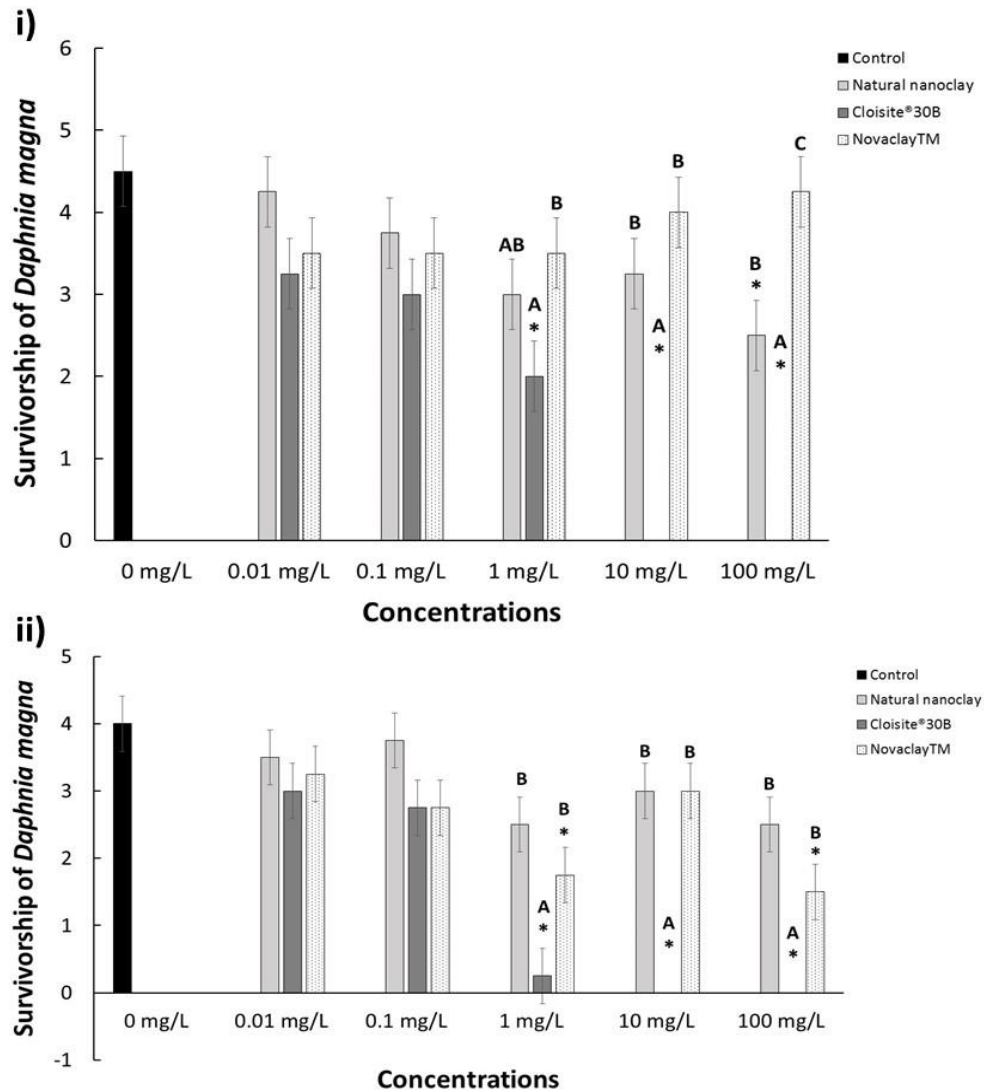 i)
Survivorship of Daphnia magna
6
5
4
3
2
1
0
Control
Natural nanoclay
Cloisite®30B
NovaclayTM
AB
A
*
B
B
A
*
B
B
*
A
*
C
0 mg/L 0.01 mg/L 0.1 mg/L 1 mg/L 10 mg/L 100 mg/L
Concentrations
ii)
Survivorship of Daphnia magna
5
4
3
2
1
0
-1
Control
Natural nanoclay
Cloisite®30B
NovaclayTM
B
A
*
B
*
B
A
*
B
B
A
*
B
*
0 mg/L 0.01 mg/L 0.1 mg/L 1 mg/L 10 mg/L 100 mg/L
Concentrations